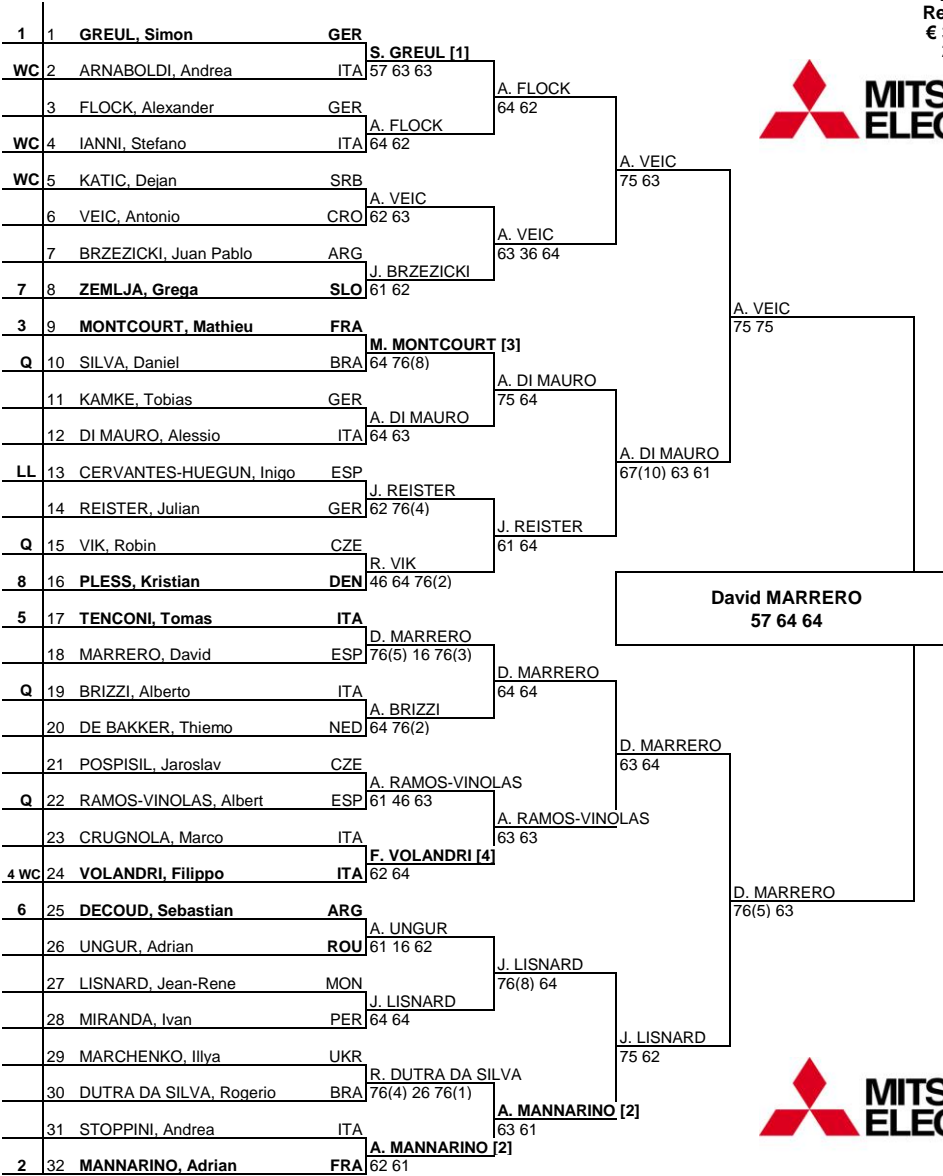 Re
€
1 1 GREUL, Simon GER
S. GREUL [1]
WC 2 ARNABOLDI, Andrea ITA 57 63 63
A. FLOCK
3 FLOCK, Alexander GER 64 62
A. FLOCK
WC 4 IANNI, Stefano ITA 64 62
A. VEIC
WC 5 KATIC, Dejan SRB 75 63
A. VEIC
6 VEIC, Antonio CRO 62 63
A. VEIC
7 BRZEZICKI, Juan Pablo ARG 63 36 64
J. BRZEZICKI
7 8 ZEMLJA, Grega SLO 61 62
A. VEIC
3 9 MONTCOURT, Mathieu FRA 75 75
M. MONTCOURT [3]
Q 10 SILVA, Daniel BRA 64 76(8)
A. DI MAURO
11 KAMKE, Tobias GER 75 64
A. DI MAURO
12 DI MAURO, Alessio ITA 64 63
A. DI MAURO
LL 13 CERVANTES-HUEGUN, Inigo ESP 67(10) 63 61
J. REISTER
14 REISTER, Julian GER 62 76(4)
J. REISTER
Q 15 VIK, Robin CZE 61 64
R. VIK
8 16 PLESS, Kristian DEN 46 64 76(2)
David MARRERO
5 17 TENCONI, Tomas ITA 57 64 64
D. MARRERO
18 MARRERO, David ESP 76(5) 16 76(3)
D. MARRERO
Q 19 BRIZZI, Alberto ITA 64 64
A. BRIZZI
20 DE BAKKER, Thiemo NED 64 76(2)
D. MARRERO
21 POSPISIL, Jaroslav CZE 63 64
A. RAMOS-VINOLAS
Q 22 RAMOS-VINOLAS, Albert ESP 61 46 63
A. RAMOS-VINOLAS
23 CRUGNOLA, Marco ITA 63 63
F. VOLANDRI [4]
4 WC 24 VOLANDRI, Filippo ITA 62 64
D. MARRERO
6 25 DECOUD, Sebastian ARG 76(5) 63
A. UNGUR
26 UNGUR, Adrian ROU 61 16 62
J. LISNARD
27 LISNARD, Jean-Rene MON 76(8) 64
J. LISNARD
28 MIRANDA, Ivan PER 64 64
J. LISNARD
29 MARCHENKO, Illya UKR 75 62
R. DUTRA DA SILVA
30 DUTRA DA SILVA, Rogerio BRA 76(4) 26 76(1)
A. MANNARINO [2]
31 STOPPINI, Andrea ITA 63 61
A. MANNARINO [2]
2 32 MANNARINO, Adrian FRA 62 61
MITS
ELEC
MITS
ELEC